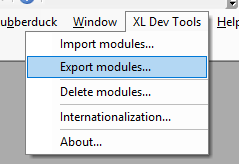 ubberduck Window XL Dev Tools Help
Import modules...
Export modules...
Delete modules...
Internationalization...
About...